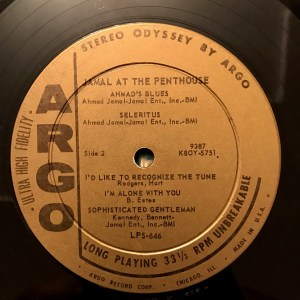 STEREO ODYSSEY BY ARGO
ULTRA HIGH FIDELITY
ARGO
JAMAL AT THE PENTHOUSE
AHMAD'S BLUES
Ahmad Jamal-Jamal Ent., Inc.-BMI
SELERITUS
Ahmad Jamal-Jamal Ent., Inc.-BMI
Side 2
9387
K8OY-5751
I'D LIKE TO RECOGNIZE THE TUNE
Rodgers, Hart
I'M ALONE WITH YOU
B. Estes
SOPHISTICATED GENTLEMAN
Kennedy, Bennett-
Jamal Ent., Inc.-BMI
LPS-646
LONG PLAYING 33⅓ RPM UNBREAKABLE
ARGO RECORD CORP. CHICAGO, ILL. MADE IN U.S.A.